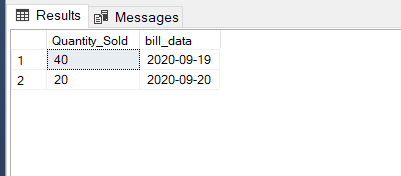 Results Messages
Quantity_Sold bill_data
1 40 2020-09-19
2 20 2020-09-20